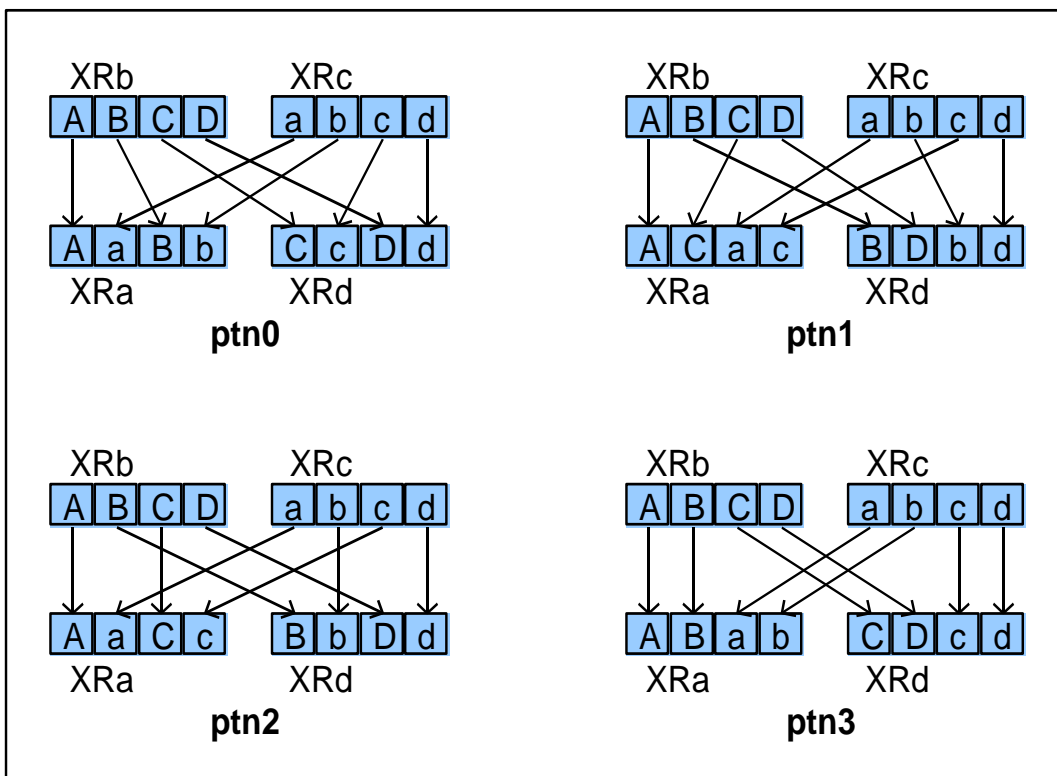 XRb XRc
A B C D a b c d
A a B b C c D d
XRa XRd
ptn0
XRb XRc
A B C D a b c d
A C a c B D b d
XRa XRd
ptn1
XRb XRc
A B C D a b c d
A a C c B b D d
XRa XRd
ptn2
XRb XRc
A B C D a b c d
A B a b C D c d
XRa XRd
ptn3